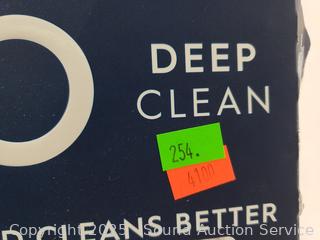 DEEP
CLEAN
254.
4100
D CLEANS BETTER
Copyright 2025 Sound Auction Service